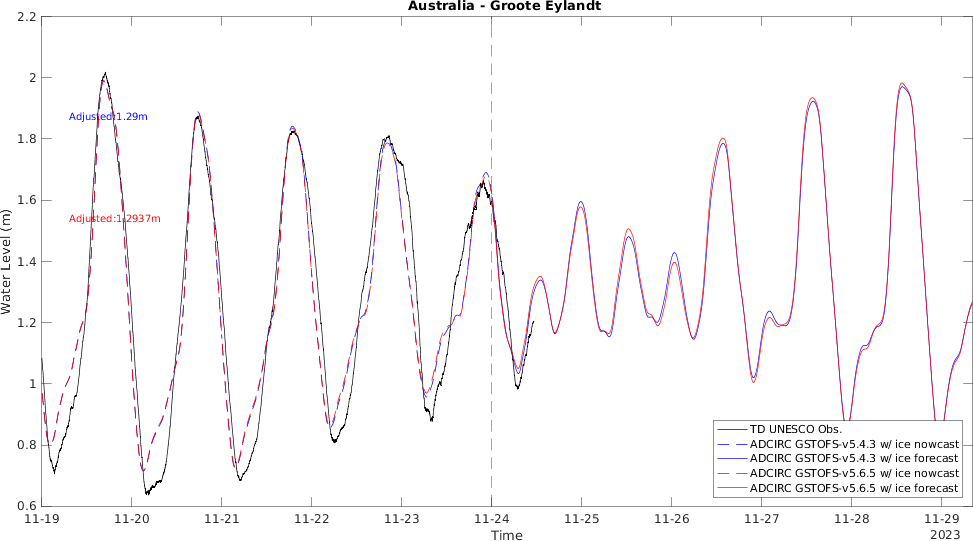 Australia - Groote Eylandt
2.2
2
1.8
1.6
1.4
1.2
1
0.8
0.6
Water Level (m)
Adjusted:1.29m
Adjusted:1.2937m
TD UNESCO Obs.
ADCIRC GSTOFS-v5.4.3 w/ ice nowcast
ADCIRC GSTOFS-v5.4.3 w/ ice forecast
ADCIRC GSTOFS-v5.6.5 w/ ice nowcast
ADCIRC GSTOFS-v5.6.5 w/ ice forecast
11-19 11-20 11-21 11-22 11-23 11-24 11-25 11-26 11-27 11-28 11-29
Time
2023